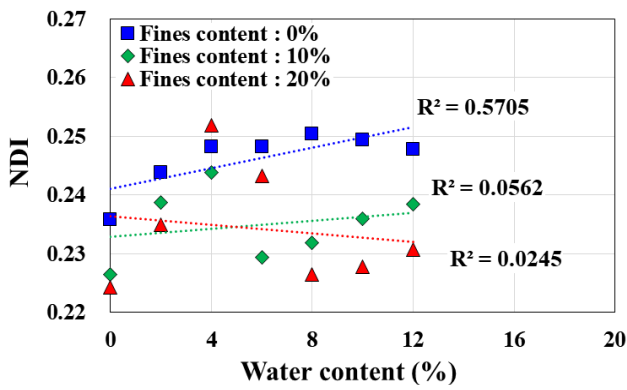 0.27
Fines content : 0%
Fines content : 10%
Fines content : 20%
0.26
R² = 0.5705
0.25
NDI
R² = 0.0562
0.24
0.23
R² = 0.0245
0.22
0 4 8 12 16 20
Water content (%)